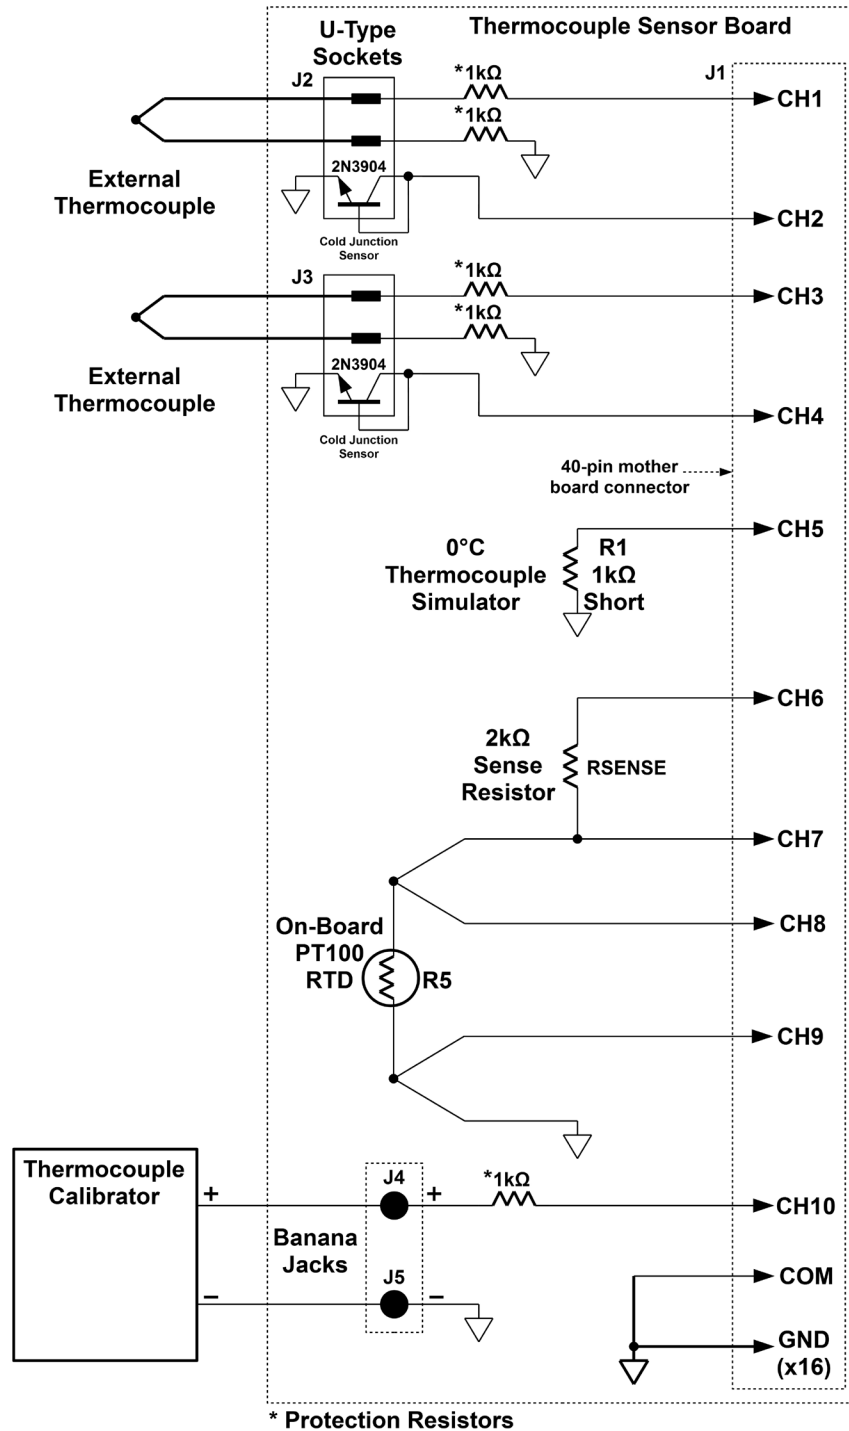 Thermocouple Sensor Board
U-Type
Sockets
J2
J1
*1kΩ
CH1
*1kΩ
2N3904
External
Thermocouple
CH2
Cold Junction
Sensor
J3
*1kΩ
CH3
*1kΩ
2N3904
External
Thermocouple
CH4
Cold Junction
Sensor
40-pin mother
board connector
CH5
0°C
Thermocouple
Simulator
R1
1kΩ
Short
CH6
2kΩ
Sense
Resistor
RSENSE
CH7
CH8
On-Board
PT100
RTD
R5
CH9
Thermocouple
Calibrator
+
J4
+
*1kΩ
CH10
Banana
Jacks
J5
–
–
COM
GND
(x16)
* Protection Resistors